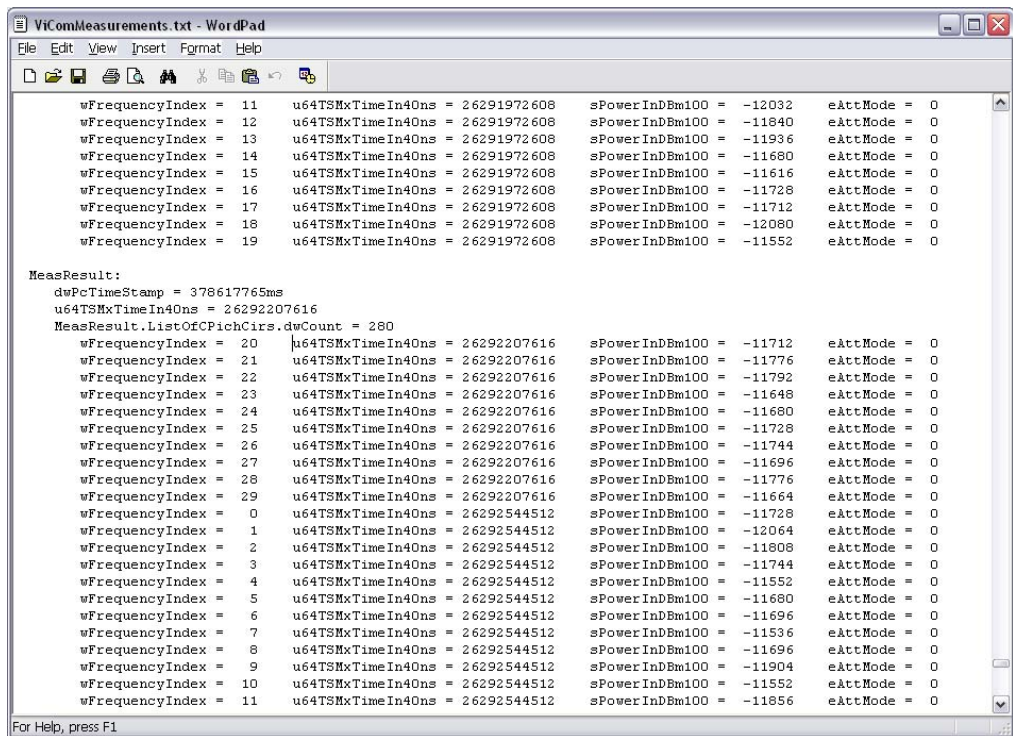 ViComMeasurements.txt - WordPad
File Edit View Insert Format Help
wFrequencyIndex = 11 u64TSMxTimeIn40ns = 26291972608 sPowerInDBm100 = -12032 eAttMode = 0
wFrequencyIndex = 12 u64TSMxTimeIn40ns = 26291972608 sPowerInDBm100 = -11840 eAttMode = 0
wFrequencyIndex = 13 u64TSMxTimeIn40ns = 26291972608 sPowerInDBm100 = -11936 eAttMode = 0
wFrequencyIndex = 14 u64TSMxTimeIn40ns = 26291972608 sPowerInDBm100 = -11680 eAttMode = 0
wFrequencyIndex = 15 u64TSMxTimeIn40ns = 26291972608 sPowerInDBm100 = -11616 eAttMode = 0
wFrequencyIndex = 16 u64TSMxTimeIn40ns = 26291972608 sPowerInDBm100 = -11728 eAttMode = 0
wFrequencyIndex = 17 u64TSMxTimeIn40ns = 26291972608 sPowerInDBm100 = -11712 eAttMode = 0
wFrequencyIndex = 18 u64TSMxTimeIn40ns = 26291972608 sPowerInDBm100 = -12080 eAttMode = 0
wFrequencyIndex = 19 u64TSMxTimeIn40ns = 26291972608 sPowerInDBm100 = -11552 eAttMode = 0
MeasResult:
dwPcTimeStamp = 378617765ms
u64TSMxTimeIn40ns = 26292207616
MeasResult.ListOfCPichCirs.dwCount = 280
wFrequencyIndex = 20 u64TSMxTimeIn40ns = 26292207616 sPowerInDBm100 = -11712 eAttMode = 0
wFrequencyIndex = 21 u64TSMxTimeIn40ns = 26292207616 sPowerInDBm100 = -11776 eAttMode = 0
wFrequencyIndex = 22 u64TSMxTimeIn40ns = 26292207616 sPowerInDBm100 = -11792 eAttMode = 0
wFrequencyIndex = 23 u64TSMxTimeIn40ns = 26292207616 sPowerInDBm100 = -11648 eAttMode = 0
wFrequencyIndex = 24 u64TSMxTimeIn40ns = 26292207616 sPowerInDBm100 = -11680 eAttMode = 0
wFrequencyIndex = 25 u64TSMxTimeIn40ns = 26292207616 sPowerInDBm100 = -11728 eAttMode = 0
wFrequencyIndex = 26 u64TSMxTimeIn40ns = 26292207616 sPowerInDBm100 = -11744 eAttMode = 0
wFrequencyIndex = 27 u64TSMxTimeIn40ns = 26292207616 sPowerInDBm100 = -11696 eAttMode = 0
wFrequencyIndex = 28 u64TSMxTimeIn40ns = 26292207616 sPowerInDBm100 = -11776 eAttMode = 0
wFrequencyIndex = 29 u64TSMxTimeIn40ns = 26292207616 sPowerInDBm100 = -11664 eAttMode = 0
wFrequencyIndex = 0 u64TSMxTimeIn40ns = 26292544512 sPowerInDBm100 = -11728 eAttMode = 0
wFrequencyIndex = 1 u64TSMxTimeIn40ns = 26292544512 sPowerInDBm100 = -12064 eAttMode = 0
wFrequencyIndex = 2 u64TSMxTimeIn40ns = 26292544512 sPowerInDBm100 = -11808 eAttMode = 0
wFrequencyIndex = 3 u64TSMxTimeIn40ns = 26292544512 sPowerInDBm100 = -11744 eAttMode = 0
wFrequencyIndex = 4 u64TSMxTimeIn40ns = 26292544512 sPowerInDBm100 = -11552 eAttMode = 0
wFrequencyIndex = 5 u64TSMxTimeIn40ns = 26292544512 sPowerInDBm100 = -11680 eAttMode = 0
wFrequencyIndex = 6 u64TSMxTimeIn40ns = 26292544512 sPowerInDBm100 = -11696 eAttMode = 0
wFrequencyIndex = 7 u64TSMxTimeIn40ns = 26292544512 sPowerInDBm100 = -11536 eAttMode = 0
wFrequencyIndex = 8 u64TSMxTimeIn40ns = 26292544512 sPowerInDBm100 = -11696 eAttMode = 0
wFrequencyIndex = 9 u64TSMxTimeIn40ns = 26292544512 sPowerInDBm100 = -11904 eAttMode = 0
wFrequencyIndex = 10 u64TSMxTimeIn40ns = 26292544512 sPowerInDBm100 = -11552 eAttMode = 0
wFrequencyIndex = 11 u64TSMxTimeIn40ns = 26292544512 sPowerInDBm100 = -11856 eAttMode = 0
For Help, press F1